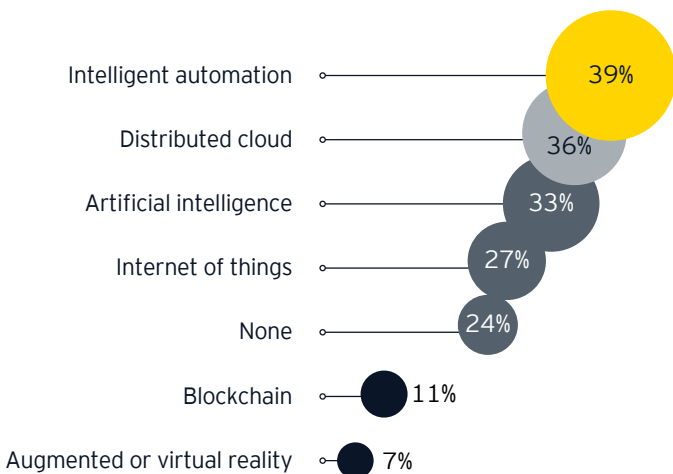 Intelligent automation 39%
Distributed cloud 36%
Artificial intelligence 33%
Internet of things 27%
None 24%
Blockchain 11%
Augmented or virtual reality 7%